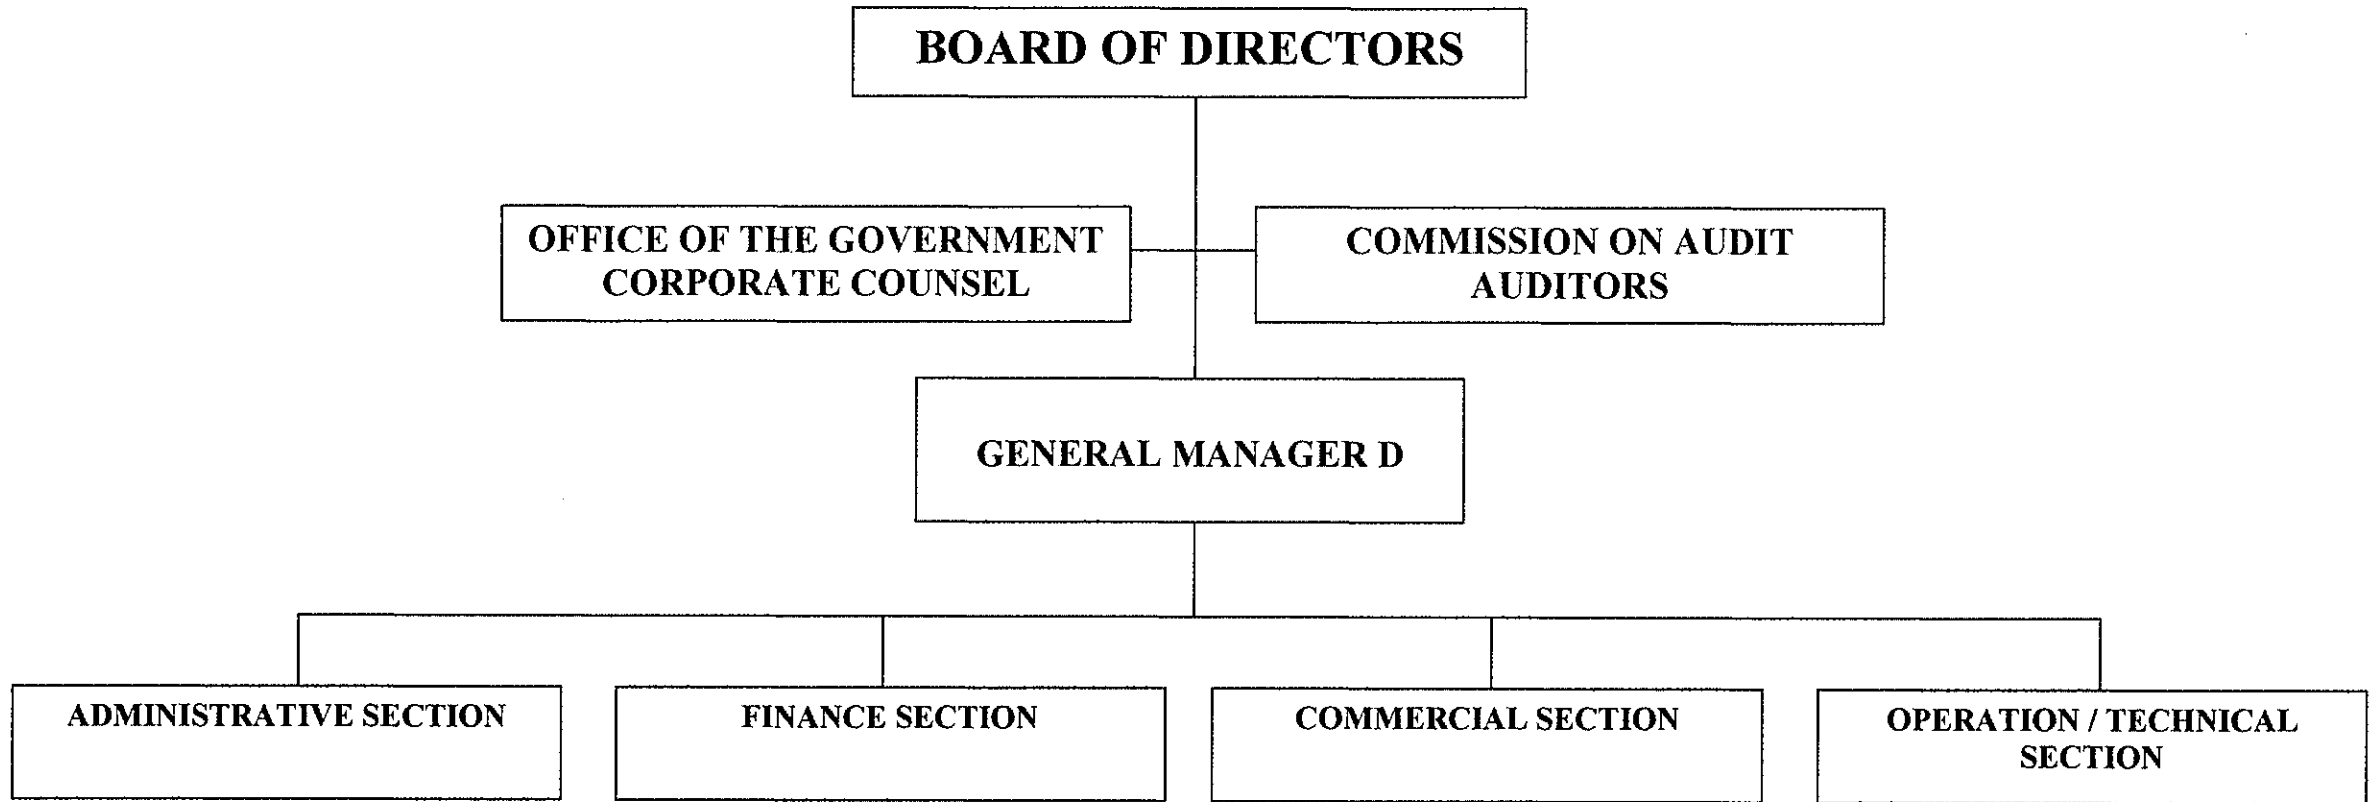 BOARD OF DIRECTORS
OFFICE OF THE GOVERNMENT
CORPORATE COUNSEL
COMMISSION ON AUDIT
AUDITORS
GENERAL MANAGER D
ADMINISTRATIVE SECTION
FINANCE SECTION
COMMERCIAL SECTION
OPERATION / TECHNICAL
SECTION